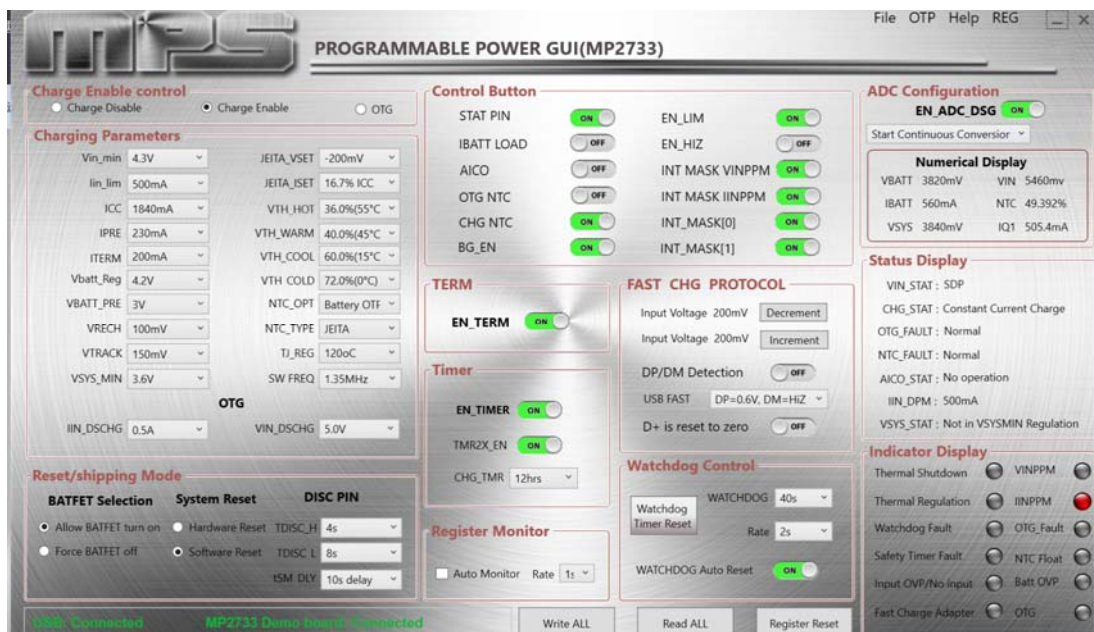 mps
File OTP Help REG
PROGRAMMABLE POWER GUI(MP2733)
Charge Enable control
Charge Disable Charge Enable OTG
Charging Parameters
Vin_min 4.3V JEITA_VSET -200mV
Iin_lim 500mA JEITA_ISET 16.7% ICC
ICC 1840mA VTH_HOT 36.0%(55°C
IPRE 230mA VTH_WARM 40.0%(45°C
ITERM 200mA VTH_COOL 60.0%(15°C
Vbatt_Reg 4.2V VTH COLD 72.0%(0°C)
VBATT_PRE 3V NTC_OPT Battery OTF
VRECH 100mV NTC_TYPE JEITA
VTRACK 150mV TJ_REG 120oC
VSYS_MIN 3.6V SW FREQ 1.35MHz
OTG
IIN_DSCHG 0.5A VIN_DSCHG 5.0V
Reset/shipping Mode
BATFET Selection System Reset DISC PIN
Allow BATFET turn on Hardware Reset TDISC_H 4s
Force BATFET off Software Reset TDISC L 8s
tSM DLY 10s delay
USB: Connected MP2733 Demo board: Connected
Control Button
STAT PIN ON EN_LIM ON
IBATT LOAD OFF EN_HIZ OFF
AICO OFF INT MASK VINPPM ON
OTG NTC OFF INT MASK IINPPM ON
CHG NTC ON INT_MASK[0] ON
BG_EN ON INT_MASK[1] ON
TERM
EN_TERM ON
Timer
EN_TIMER ON
TMR2X_EN ON
CHG_TMR 12hrs
Register Monitor
Auto Monitor Rate 1s
FAST CHG PROTOCOL
Input Voltage 200mV Decrement
Input Voltage 200mV Increment
DP/DM Detection OFF
USB FAST DP=0.6V, DM=HiZ
D+ is reset to zero OFF
Watchdog Control
Watchdog
Timer Reset
WATCHDOG 40s
Rate 2s
WATCHDOG Auto Reset ON
Write ALL Read ALL Register Reset
ADC Configuration
EN_ADC_DSG ON
Start Continuous Conversior
Numerical Display
VBATT 3820mV VIN 5460mv
IBATT 560mA NTC 49.392%
VSYS 3840mV IQ1 505.4mA
Status Display
VIN_STAT : SDP
CHG_STAT : Constant Current Charge
OTG_FAULT : Normal
NTC_FAULT : Normal
AICO_STAT : No operation
IIN_DPM : 500mA
VSYS_STAT : Not in VSYSMIN Regulation
Indicator Display
Thermal Shutdown VINPPM
Thermal Regulation IINPPM
Watchdog Fault OTG_Fault
Safety Timer Fault NTC Float
Input OVP/No input Batt OVP
Fast Charge Adapter OTG